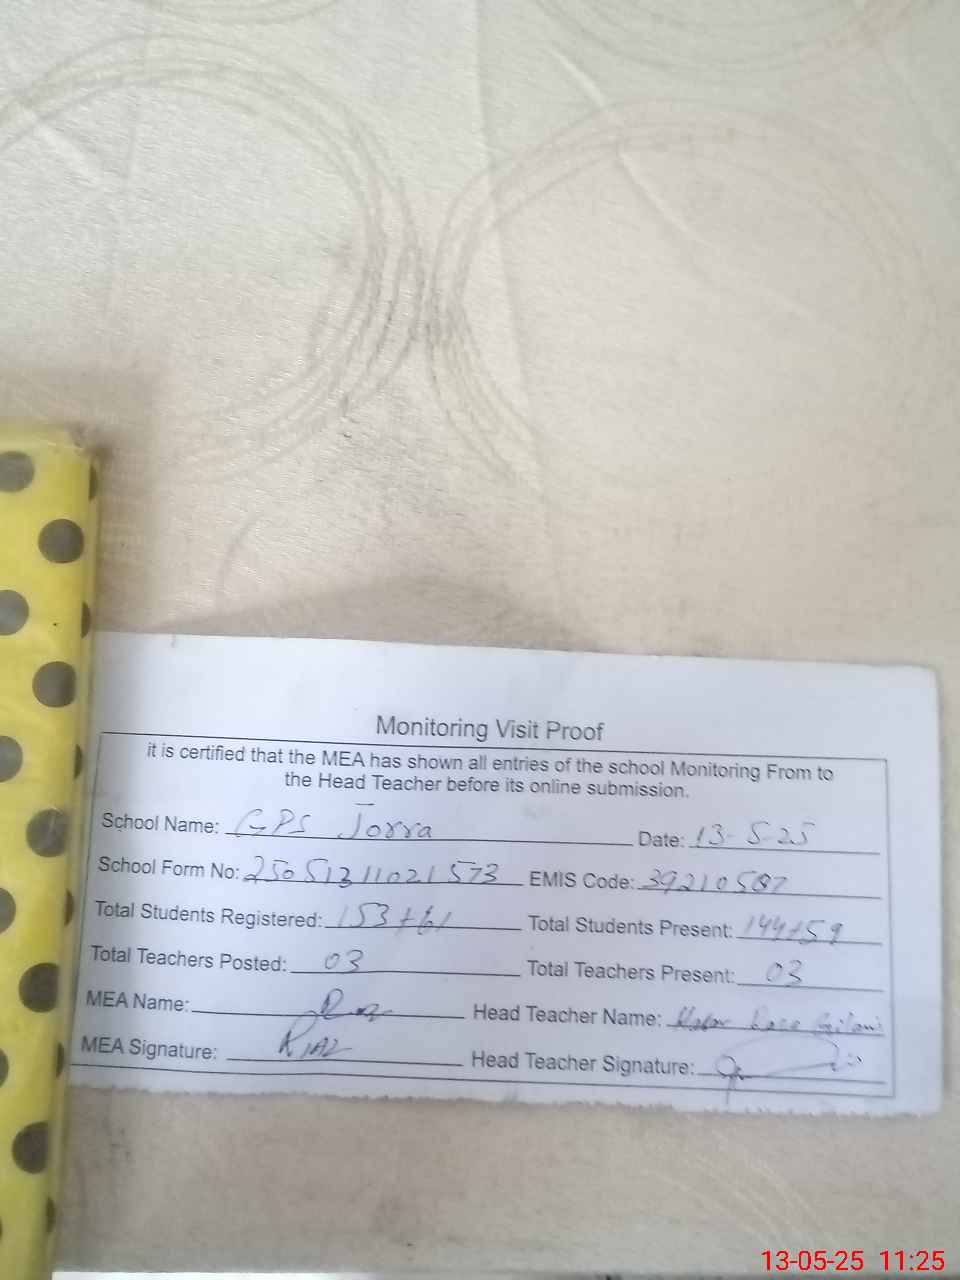 Monitoring Visit Proof
it is certified that the MEA has shown all entries of the school Monitoring From to
the Head Teacher before its online submission.
School Name: GPS Jorra Date: 13-5-25
School Form No: 25051311021573 EMIS Code: 39210587
Total Students Registered: 153+61 Total Students Present: 144+59
Total Teachers Posted: 03 Total Teachers Present: 03
MEA Name: Head Teacher Name:
MEA Signature: RIAZ Head Teacher Signature:
13-05-25 11:25